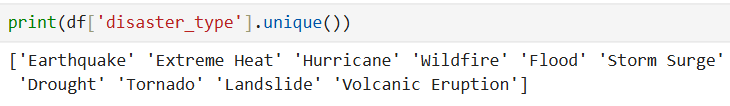 print(df['disaster_type'].unique())
['Earthquake' 'Extreme Heat' 'Hurricane' 'Wildfire' 'Flood' 'Storm Surge'
 'Drought' 'Tornado' 'Landslide' 'Volcanic Eruption']